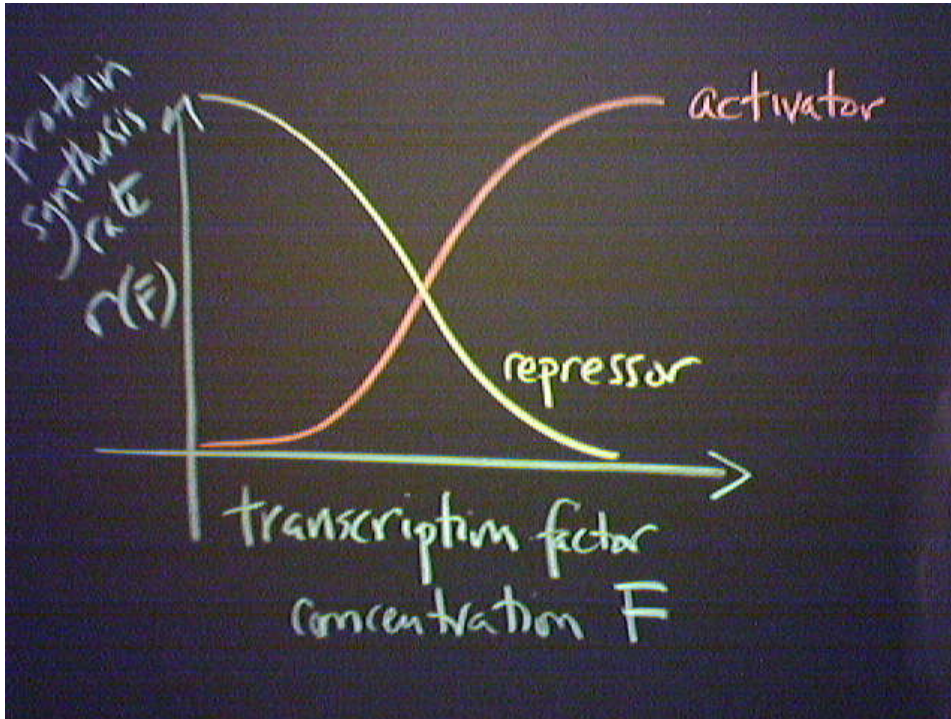 protein
synthesis
rate
r(F)
activator
repressor
transcription factor
concentration F